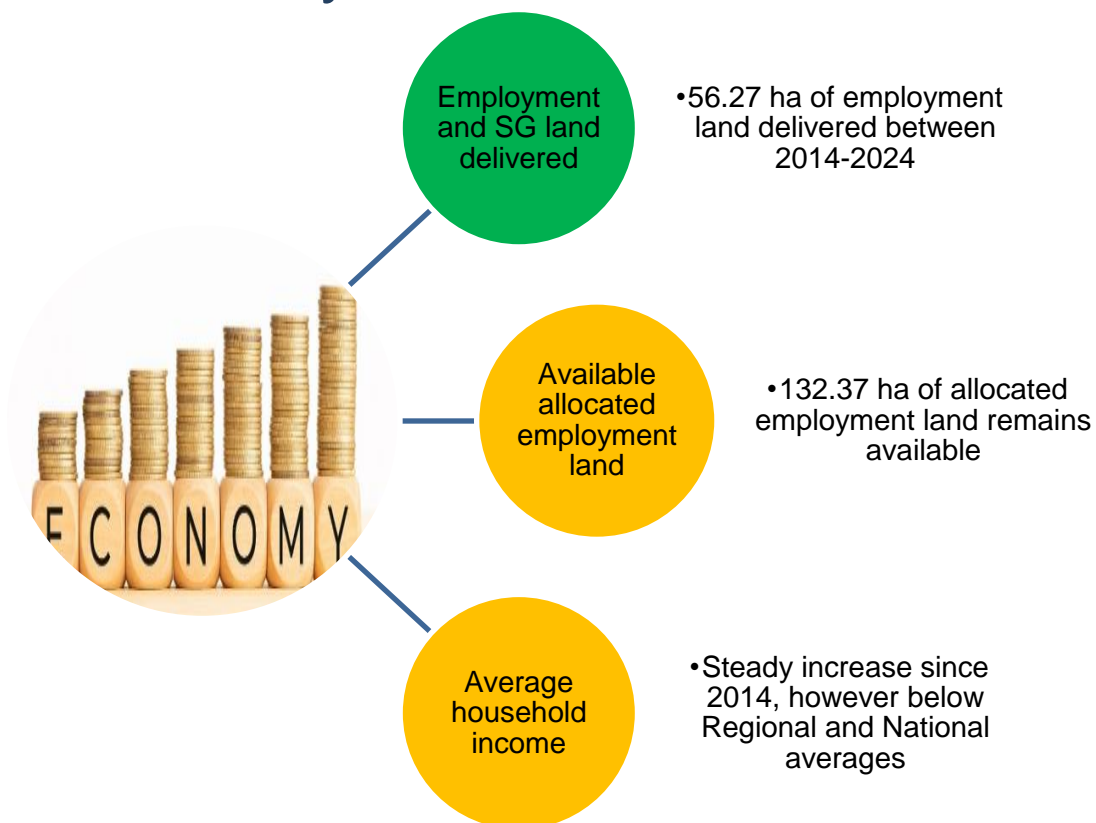 Employment
and SG land
delivered
•56.27 ha of employment
land delivered between
2014-2024
Available
allocated
employment
land
•132.37 ha of allocated
employment land remains
available
ECONOMY
Average
household
income
•Steady increase since
2014, however below
Regional and National
averages